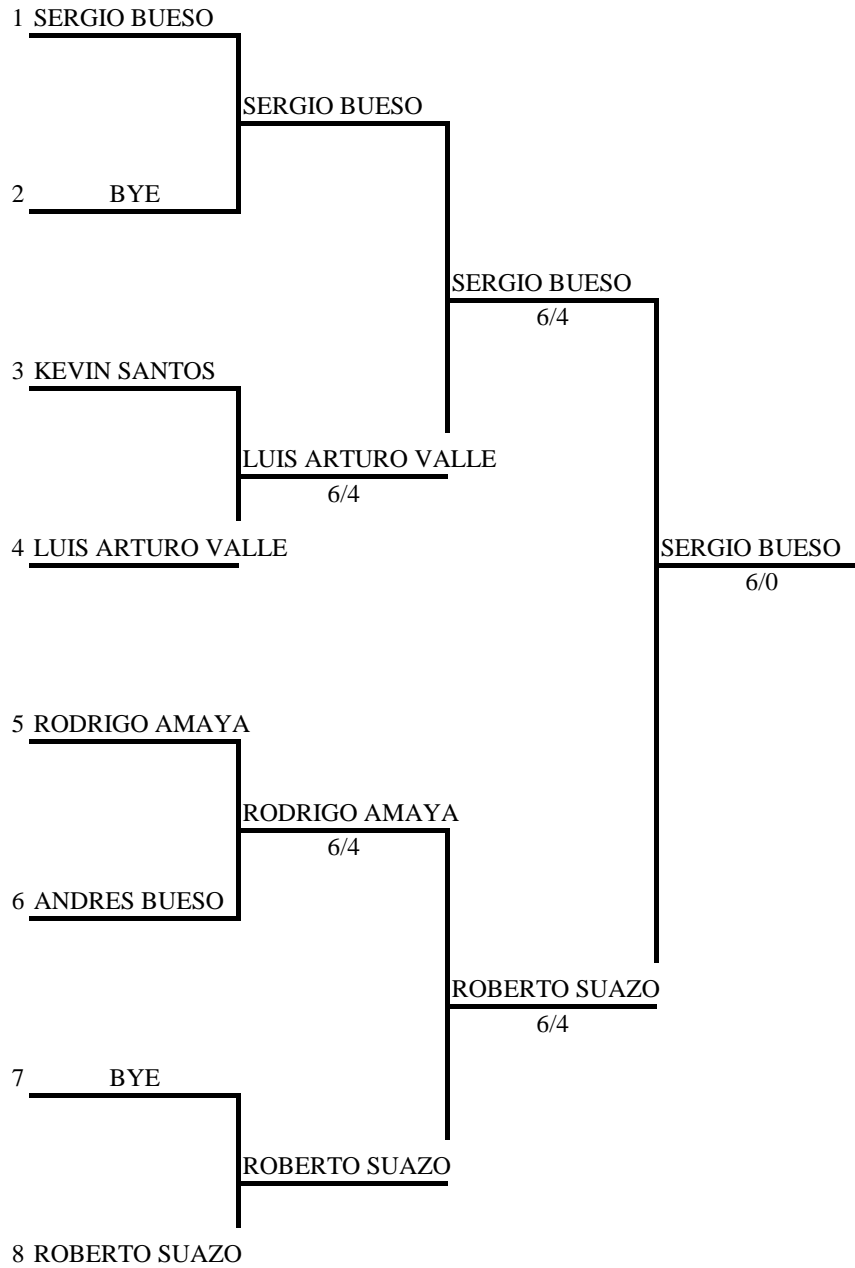 1 SERGIO BUESO
SERGIO BUESO
2 BYE
SERGIO BUESO
6/4
3 KEVIN SANTOS
LUIS ARTURO VALLE
6/4
4 LUIS ARTURO VALLE
SERGIO BUESO
6/0
5 RODRIGO AMAYA
RODRIGO AMAYA
6/4
6 ANDRES BUESO
ROBERTO SUAZO
6/4
7 BYE
ROBERTO SUAZO
8 ROBERTO SUAZO